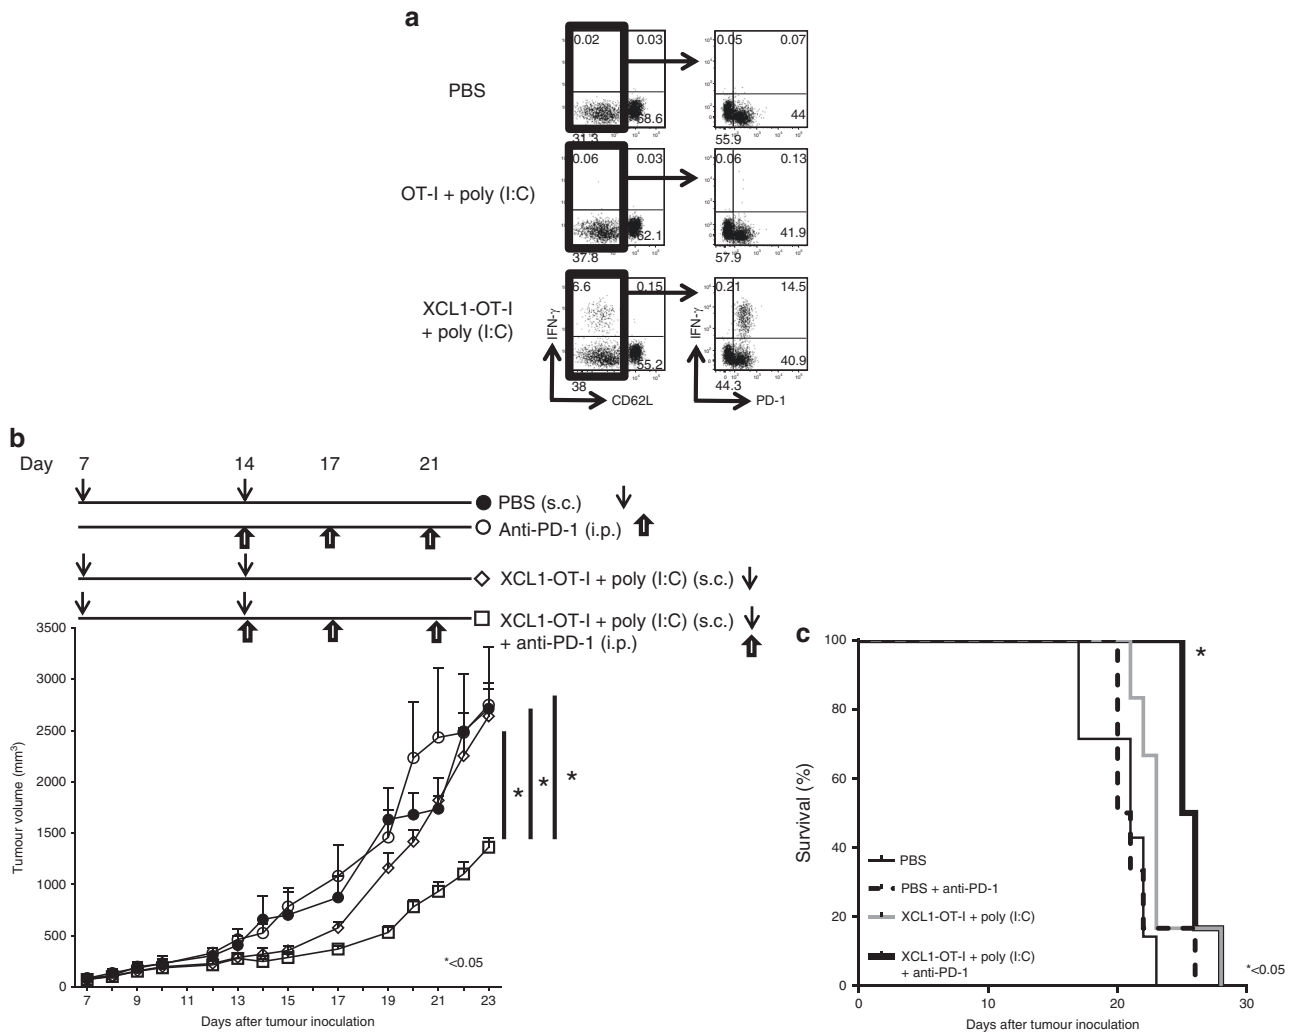 a
0.02 0.03 0.05 0.07
PBS
68.6 44
31.3 55.9
0.06 0.03 0.06 0.13
OT-I + poly (I:C)
62.1 41.9
37.8 57.9
6.6 0.15 0.21 14.5
XCL1-OT-I
+ poly (I:C)
IFN-γ IFN-γ
55.2 40.9
38 44.3
CD62L PD-1
b
Day 7 14 17 21
PBS (s.c.)
Anti-PD-1 (i.p.)
XCL1-OT-I + poly (I:C) (s.c.)
XCL1-OT-I + poly (I:C) (s.c.)
+ anti-PD-1 (i.p.)
3500
3000
2500
2000
1500
1000
500
0
Tumour volume (mm³)
* * *
*<0.05
7 9 11 13 15 17 19 21 23
Days after tumour inoculation
c
100
80
60
40
20
0
Survival (%)
*
PBS
PBS + anti-PD-1
XCL1-OT-I + poly (I:C)
XCL1-OT-I + poly (I:C)
+ anti-PD-1
*<0.05
0 10 20 30
Days after tumour inoculation